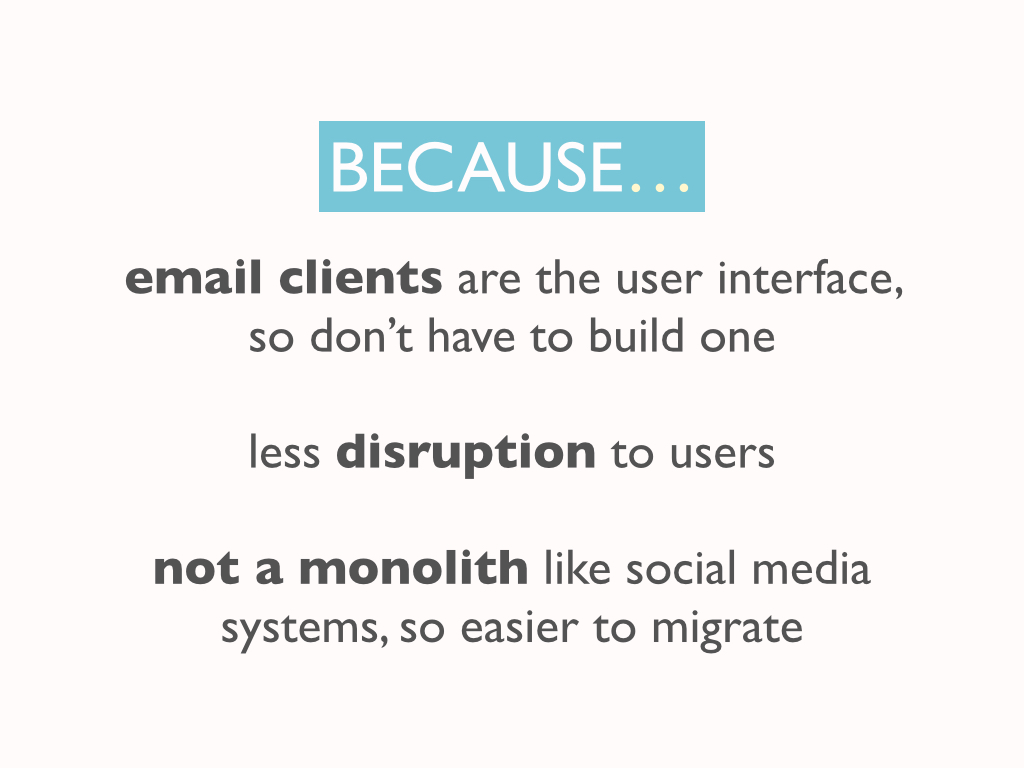 BECAUSE…
email clients are the user interface,
so don’t have to build one
less disruption to users
not a monolith like social media
systems, so easier to migrate